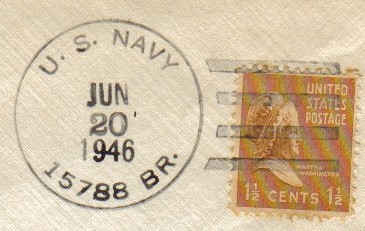 U. S. NAVY
JUN
20
1946
15788 BR.
UNITED
STATES
POSTAGE
MARTHA
WASHINGTON
1½ CENTS 1½